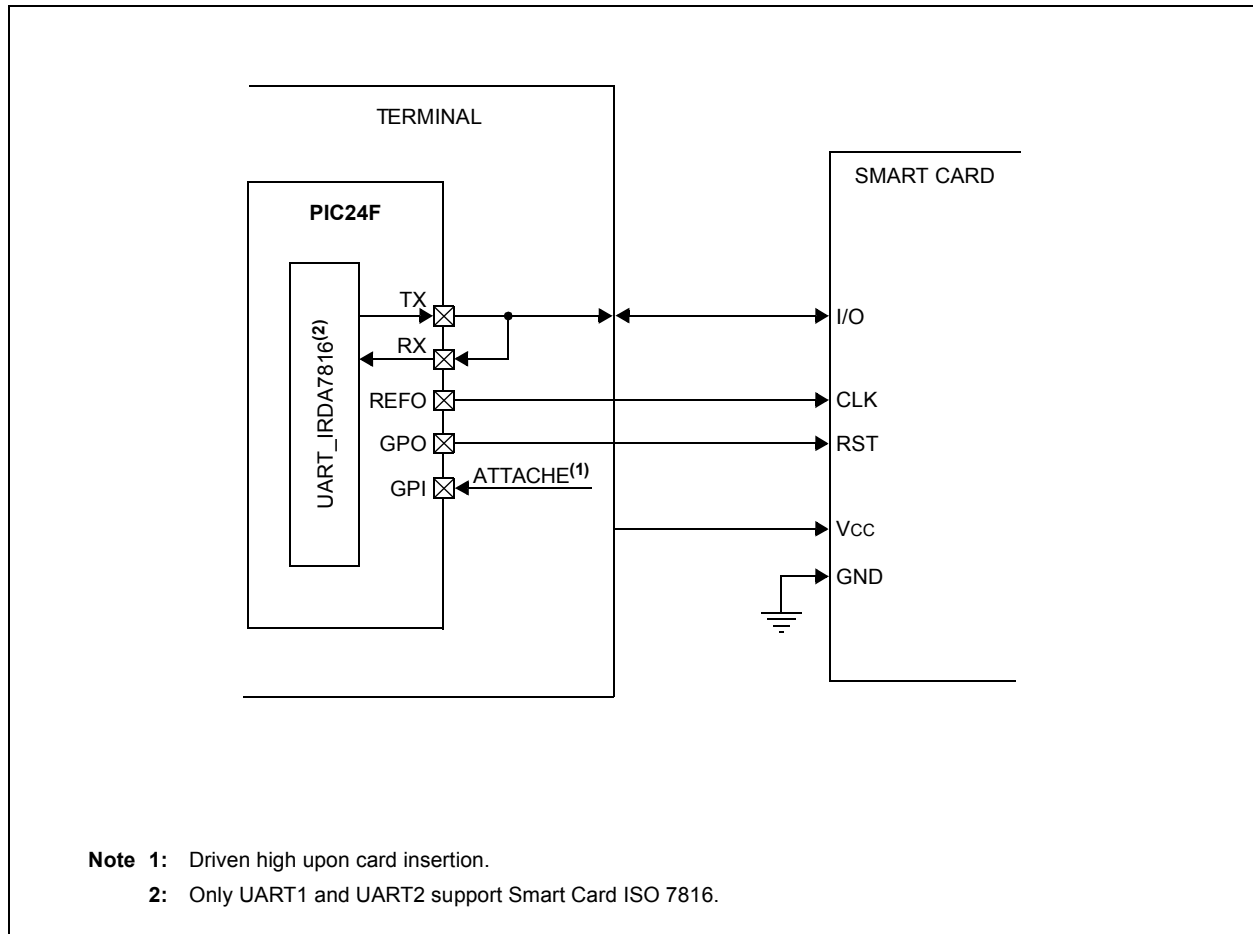 TERMINAL
SMART CARD
PIC24F
UART_IRDA7816(2)
TX
I/O
RX
REFO
CLK
GPO
RST
ATTACHE(1)
GPI
VCC
GND
Note 1: Driven high upon card insertion.
2: Only UART1 and UART2 support Smart Card ISO 7816.